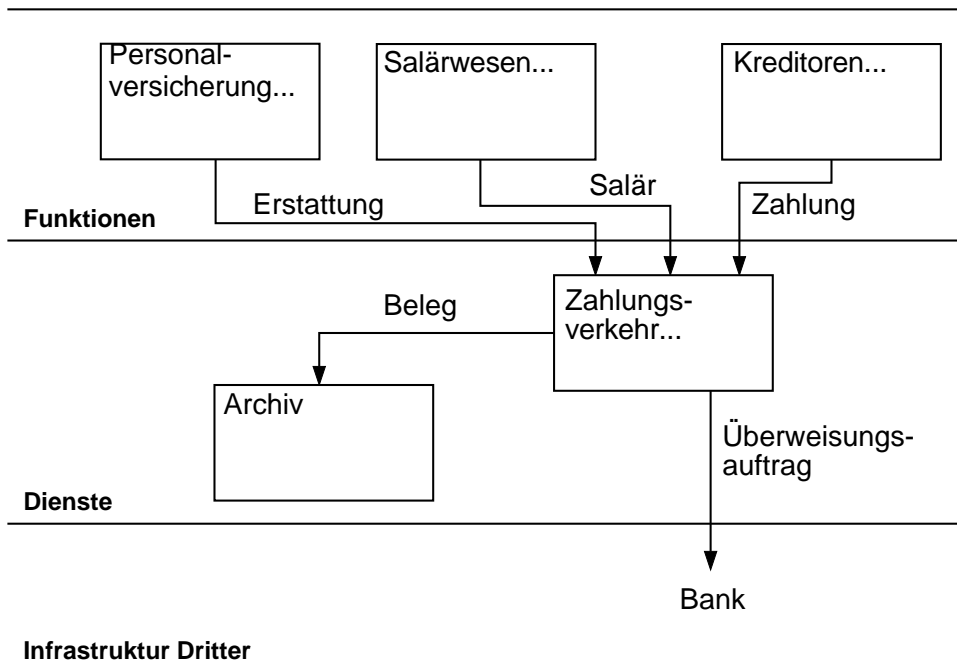 Personal-
versicherung...
Salärwesen...
Kreditoren...
Salär
Erstattung
Zahlung
Funktionen
Zahlungs-
verkehr...
Beleg
Archiv
Überweisungs-
auftrag
Dienste
Bank
Infrastruktur Dritter